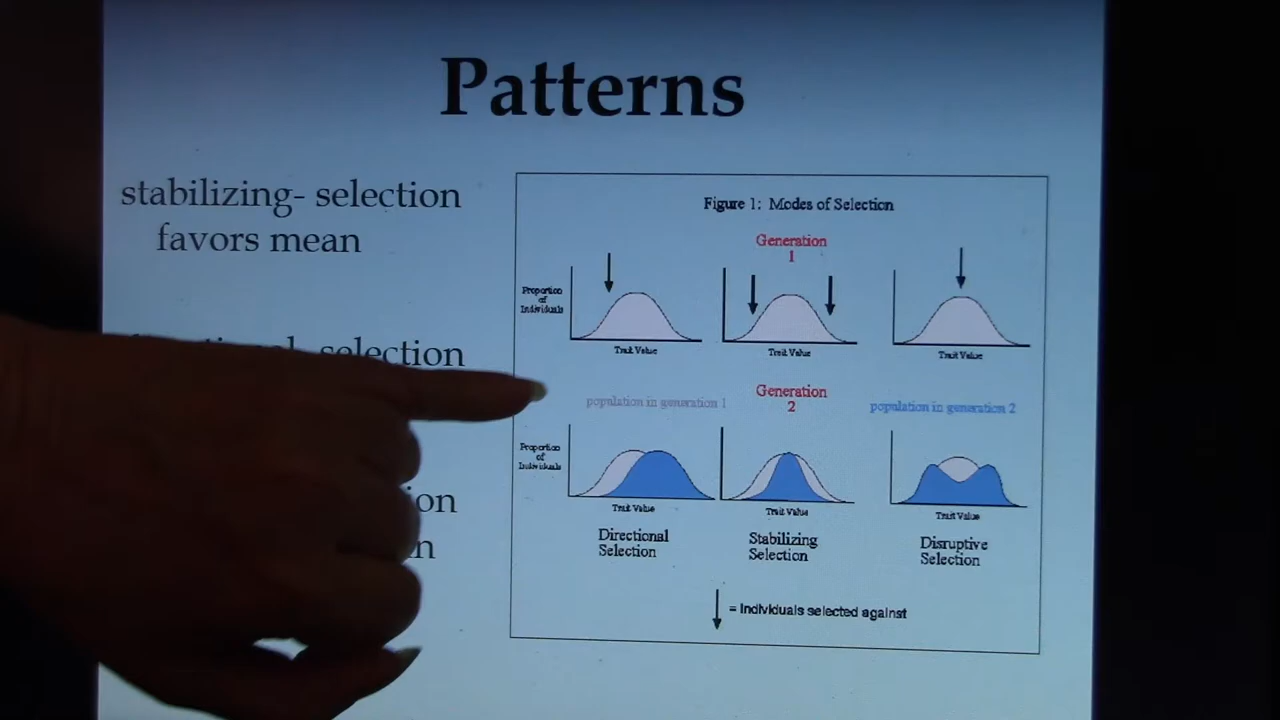 Patterns
stabilizing- selection
favors mean
selection
Figure 1: Modes of Selection
Generation
1
Proportion
of
Individuals
Trait Value
Trait Value
Trait Value
population in generation 1
Generation
2
population in generation 2
Proportion
of
Individuals
Trait Value
Trait Value
Trait Value
Directional
Selection
Stabilizing
Selection
Disruptive
Selection
= Individuals selected against